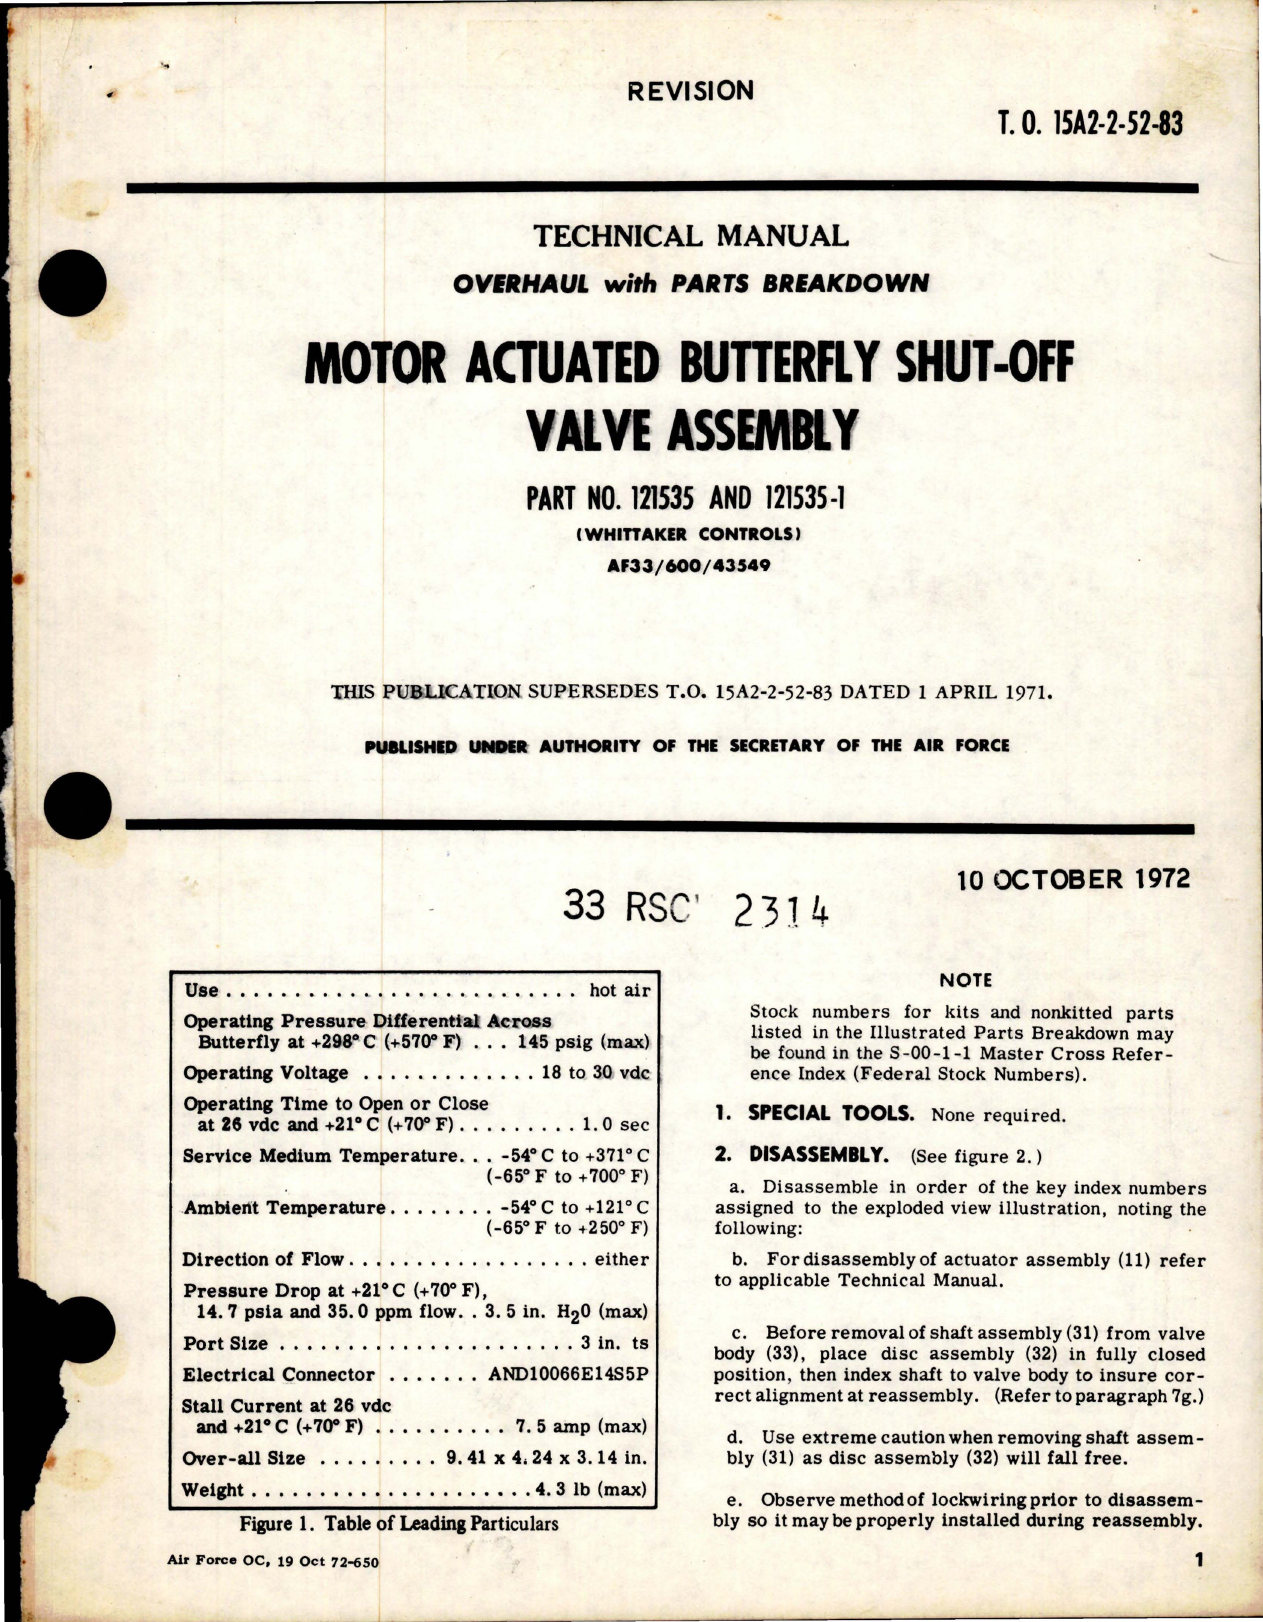 REVISION
T. O. 15A2-2-52-83
TECHNICAL MANUAL
OVERHAUL with PARTS BREAKDOWN
MOTOR ACTUATED BUTTERFLY SHUT-OFF
VALVE ASSEMBLY
PART NO. 121535 AND 121535-1
(WHITTAKER CONTROLS)
AF33/600/43549
THIS PUBLICATION SUPERSEDES T.O. 15A2-2-52-83 DATED 1 APRIL 1971.
PUBLISHED UNDER AUTHORITY OF THE SECRETARY OF THE AIR FORCE
10 OCTOBER 1972
33 RSC' 2314
Use . . . . . . . . . . . . . . . . . . . . . . . . . . hot air
Operating Pressure Differential Across
Butterfly at +298° C (+570° F) . . . 145 psig (max)
Operating Voltage . . . . . . . . . . . . . 18 to 30 vdc
Operating Time to Open or Close
at 26 vdc and +21° C (+70° F) . . . . . . . . . 1.0 sec
Service Medium Temperature. . . -54° C to +371° C
(-65° F to +700° F)
Ambient Temperature . . . . . . . . -54° C to +121° C
(-65° F to +250° F)
Direction of Flow . . . . . . . . . . . . . . . . . . either
Pressure Drop at +21° C (+70° F),
14.7 psia and 35.0 ppm flow. . 3.5 in. H2O (max)
Port Size . . . . . . . . . . . . . . . . . . . . . . 3 in. ts
Electrical Connector . . . . . . . AND10066E14S5P
Stall Current at 26 vdc
and +21° C (+70° F) . . . . . . . . . . 7.5 amp (max)
Over-all Size . . . . . . . . . 9.41 x 4.24 x 3.14 in.
Weight . . . . . . . . . . . . . . . . . . . . . 4.3 lb (max)
Figure 1. Table of Leading Particulars
Air Force OC, 19 Oct 72-650
NOTE
Stock numbers for kits and nonkitted parts
listed in the Illustrated Parts Breakdown may
be found in the S-00-1-1 Master Cross Refer-
ence Index (Federal Stock Numbers).
1. SPECIAL TOOLS. None required.
2. DISASSEMBLY. (See figure 2.)
a. Disassemble in order of the key index numbers
assigned to the exploded view illustration, noting the
following:
b. For disassembly of actuator assembly (11) refer
to applicable Technical Manual.
c. Before removal of shaft assembly (31) from valve
body (33), place disc assembly (32) in fully closed
position, then index shaft to valve body to insure cor-
rect alignment at reassembly. (Refer to paragraph 7g.)
d. Use extreme caution when removing shaft assem-
bly (31) as disc assembly (32) will fall free.
e. Observe method of lockwiring prior to disassem-
bly so it may be properly installed during reassembly.
1